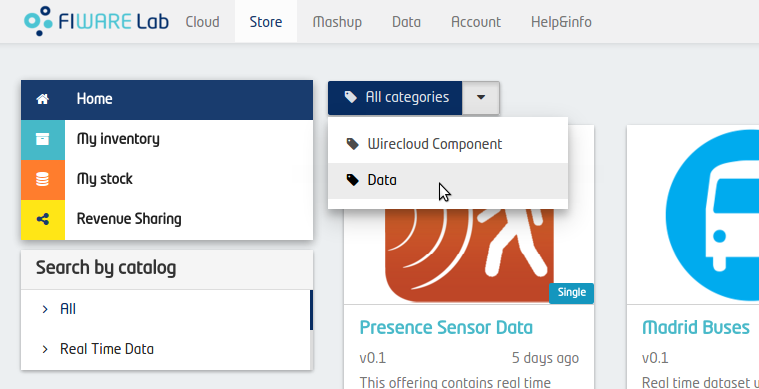 FIWARE Lab Cloud Store Mashup Data Account Help&info
Home
My inventory
My stock
Revenue Sharing
Search by catalog
All
Real Time Data
All categories
Wirecloud Component
Data
Single
Presence Sensor Data
v0.1 5 days ago
This offering contains real time
Madrid Buses
v0.1
Real time dataset